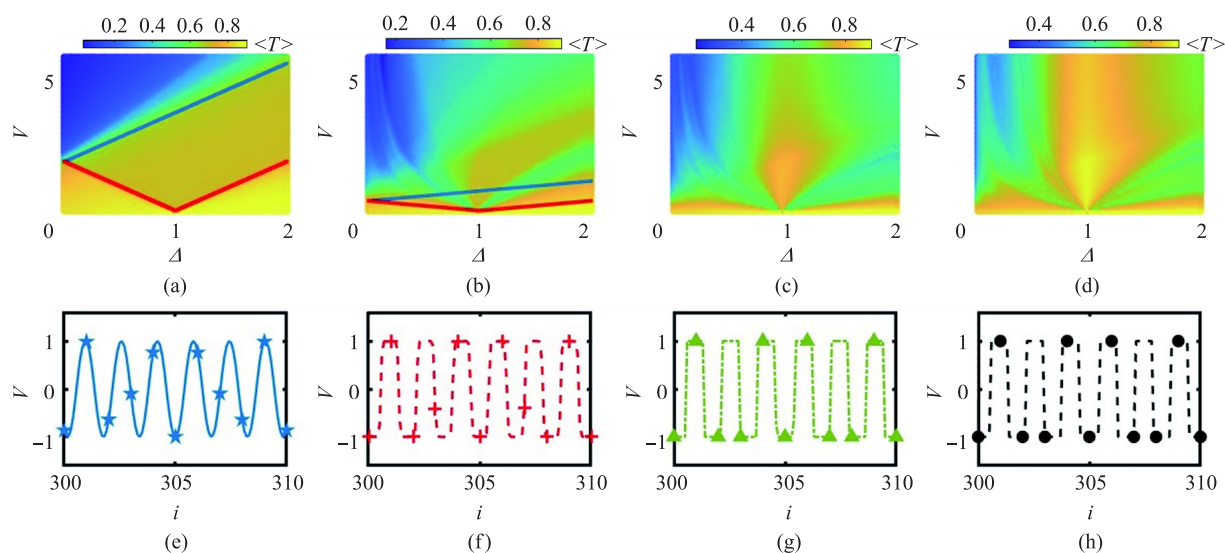 0.2 0.4 0.6 0.8 <T>
0.2 0.4 0.6 0.8 <T>
0.4 0.6 0.8 <T>
0.4 0.6 0.8 <T>
5 5 5 5
V V V V
0 1 2 0 1 2 0 1 2 0 1 2
Δ Δ Δ Δ
(a) (b) (c) (d)
1 1 1 1
V 0 V 0 V 0 V 0
−1 −1 −1 −1
300 305 310 300 305 310 300 305 310 300 305 310
i i i i
(e) (f) (g) (h)